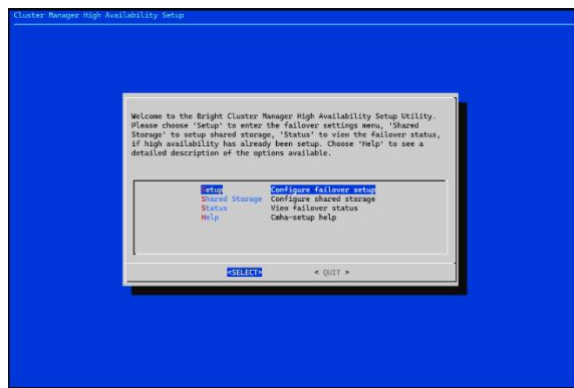 Cluster Manager High Availability Setup
Welcome to the Bright Cluster Manager High Availability Setup Utility.
Please choose 'Setup' to enter the failover settings menu, 'Shared
Storage' to setup shared storage, 'Status' to view the failover status,
if high availability has already been setup. Choose 'Help' to see a
detailed description of the options available.
Setup Configure failover setup
Shared Storage Configure shared storage
Status View failover status
Help Cmha-setup help
<SELECT> < QUIT >